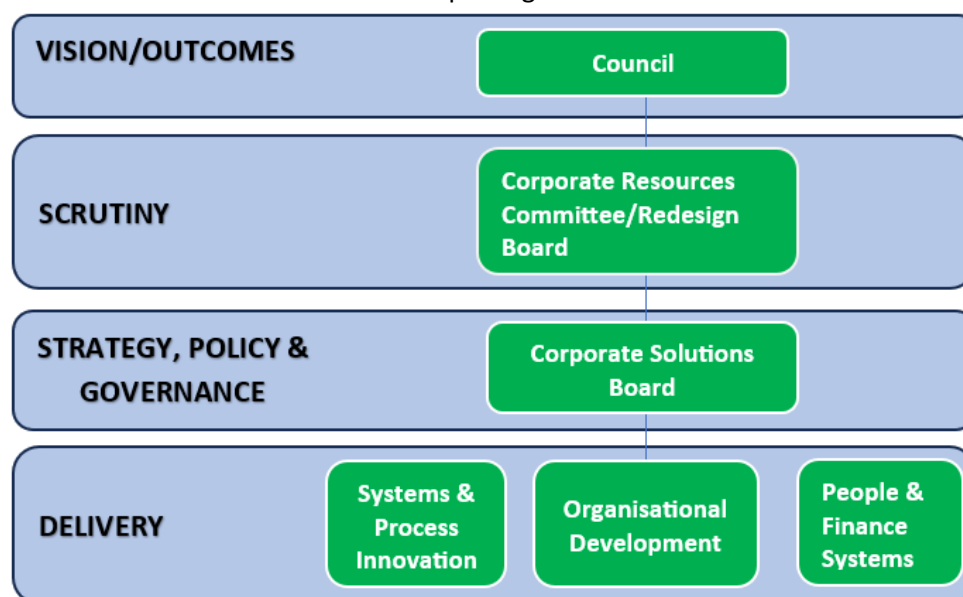 VISION/OUTCOMES
Council
SCRUTINY
Corporate Resources
Committee/Redesign
Board
STRATEGY, POLICY &
GOVERNANCE
Corporate Solutions
Board
DELIVERY
Systems &
Process
Innovation
Organisational
Development
People &
Finance
Systems